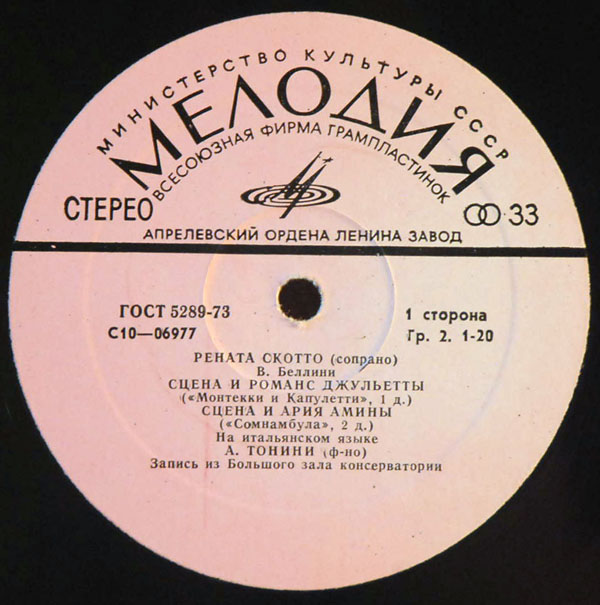 МИНИСТЕРСТВО КУЛЬТУРЫ СССР
МЕЛОДИЯ
ВСЕСОЮЗНАЯ ФИРМА ГРАМПЛАСТИНОК
СТЕРЕО
33
АПРЕЛЕВСКИЙ ОРДЕНА ЛЕНИНА ЗАВОД
ГОСТ 5289-73
С10—06977
1 сторона
Гр. 2. 1-20
РЕНАТА СКОТТО (сопрано)
В. Беллини
СЦЕНА И РОМАНС ДЖУЛЬЕТТЫ
(«Монтекки и Капулетти», 1 д.)
СЦЕНА И АРИЯ АМИНЫ
(«Сомнамбула», 2 д.)
На итальянском языке
А. ТОНИНИ (ф-но)
Запись из Большого зала консерватории